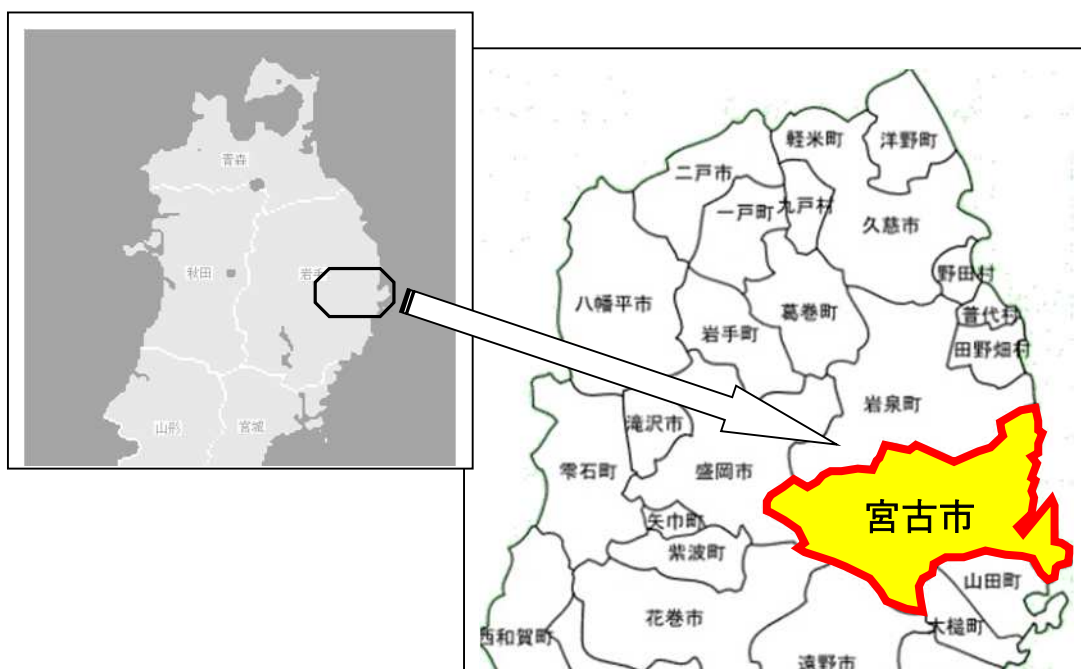 青森
秋田
岩手
山形
宮城
軽米町
洋野町
二戸市
一戸町
九戸村
久慈市
野田村
八幡平市
葛巻町
普代村
岩手町
田野畑村
岩泉町
滝沢市
雫石町
盛岡市
宮古市
矢巾町
紫波町
山田町
花巻市
大槌町
西和賀町
遠野市